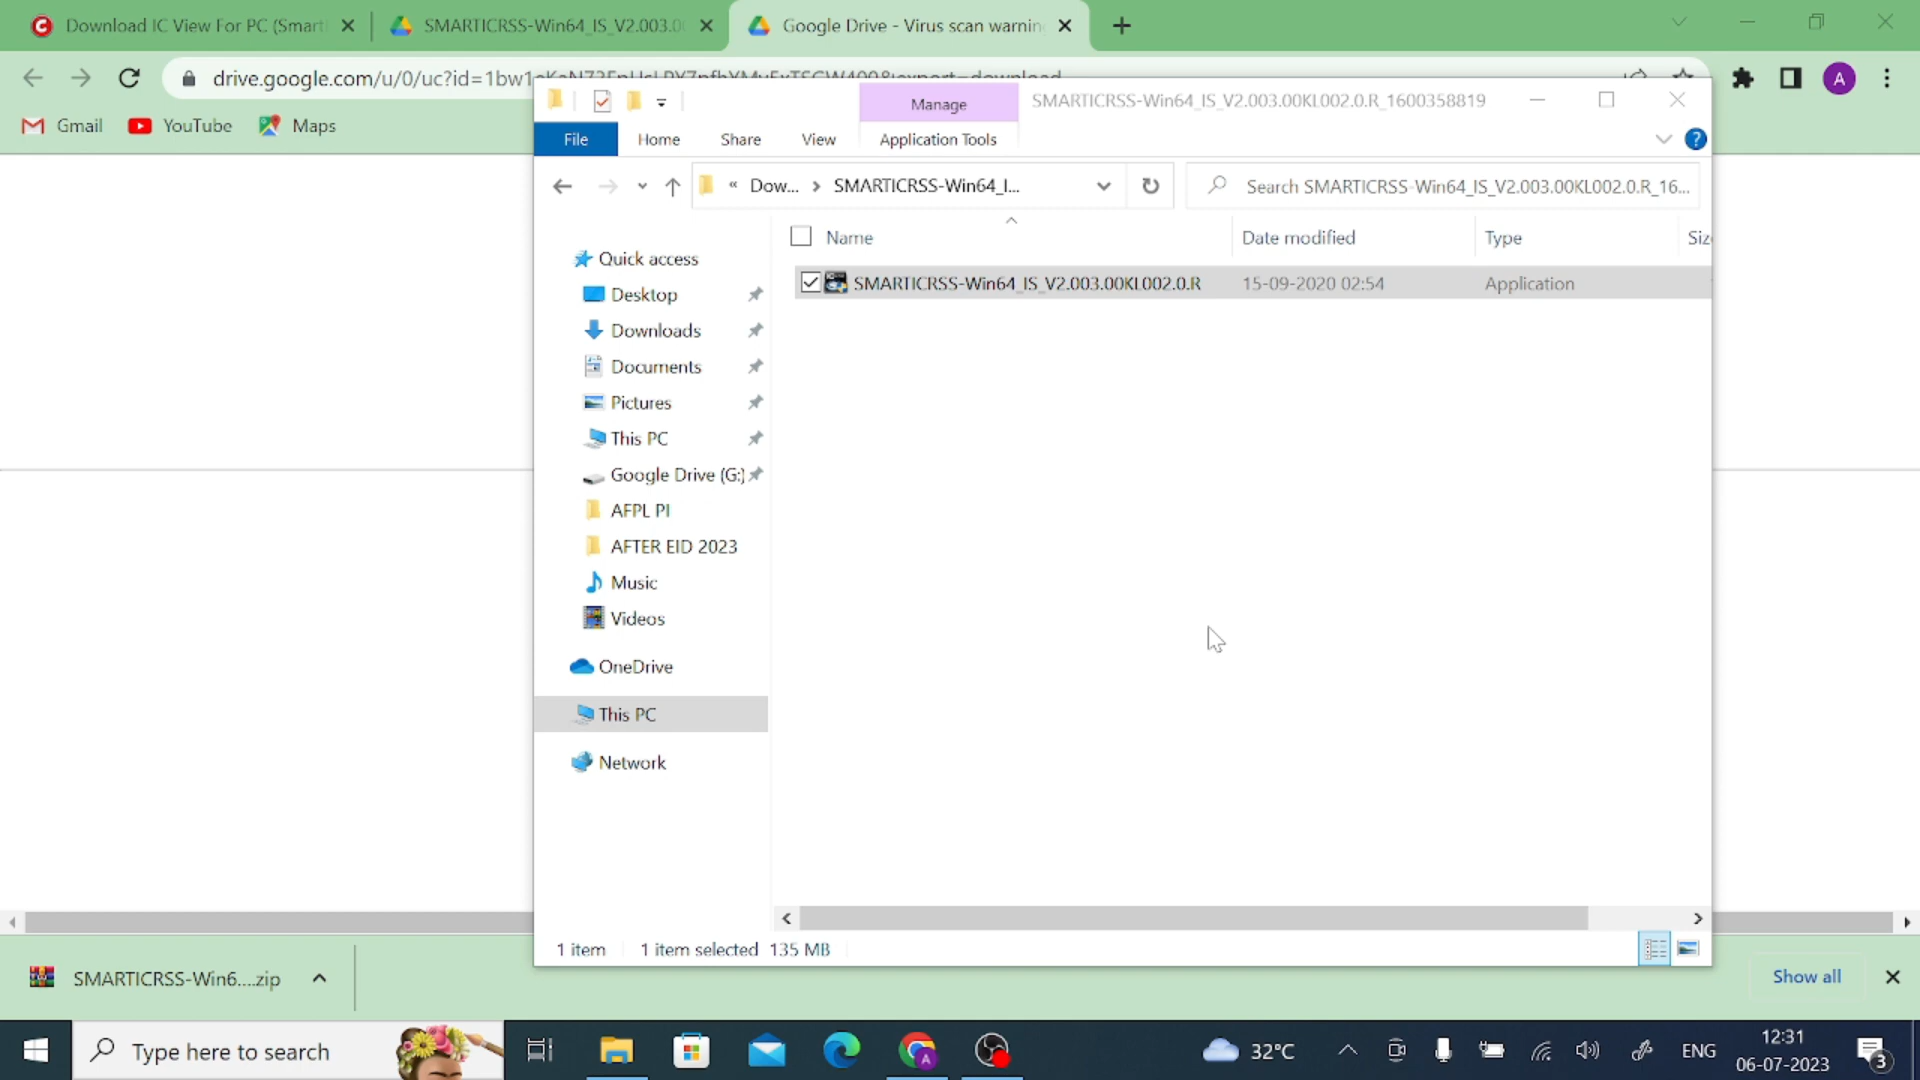 Download IC View For PC (Smart
SMARTICRSS-Win64_IS_V2.003.0
Google Drive - Virus scan warnin
drive.google.com/u/0/uc?id=1bw1
Gmail
YouTube
Maps
A
Manage
SMARTICRSS-Win64_IS_V2.003.00KL002.0.R_1600358819
File
Home
Share
View
Application Tools
« Dow... > SMARTICRSS-Win64_I...
Search SMARTICRSS-Win64_IS_V2.003.00KL002.0.R_16...
Name
Date modified
Type
Siz
SMARTICRSS-Win64_IS_V2.003.00KL002.0.R
15-09-2020 02:54
Application
Quick access
Desktop
Downloads
Documents
Pictures
This PC
Google Drive (G:)
AFPL PI
AFTER EID 2023
Music
Videos
OneDrive
This PC
Network
1 item
1 item selected 135 MB
SMARTICRSS-Win6....zip
Show all
Type here to search
A
32°C
ENG
12:31
06-07-2023
3